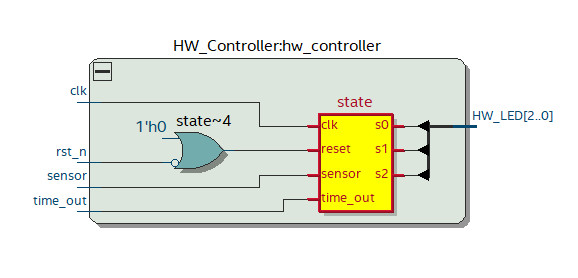 HW_Controller:hw_controller
clk
state
1'h0
state~4
HW_LED[2..0]
clk
s0
rst_n
reset
s1
sensor
sensor
s2
time_out
time_out